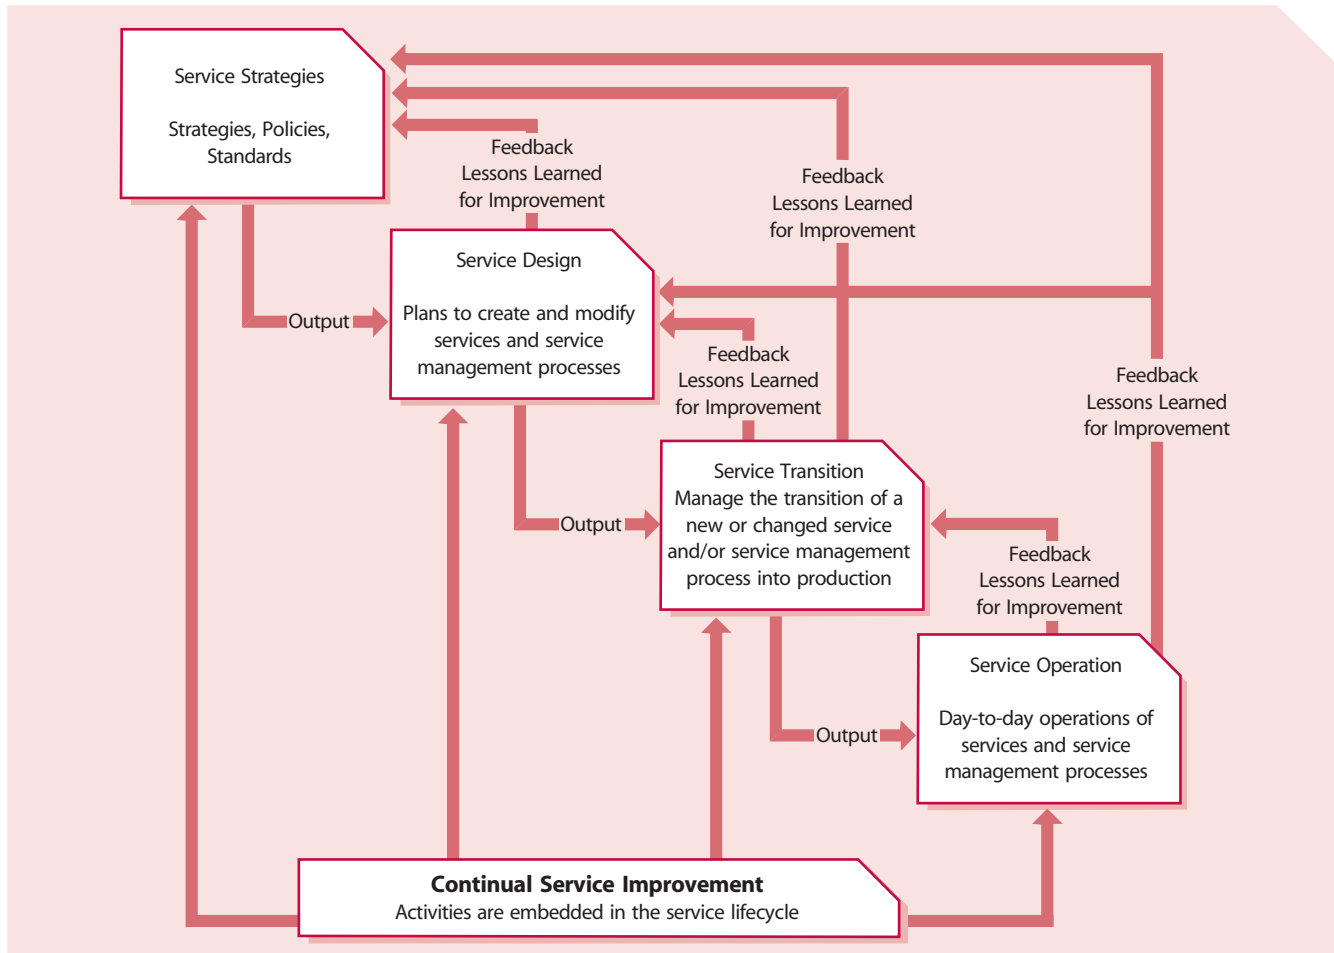 Service Strategies
Strategies, Policies,
Standards
Feedback
Lessons Learned
for Improvement
Feedback
Lessons Learned
for Improvement
Service Design
Plans to create and modify
services and service
management processes
Output
Feedback
Lessons Learned
for Improvement
Feedback
Lessons Learned
for Improvement
Service Transition
Manage the transition of a
new or changed service
and/or service management
process into production
Output
Feedback
Lessons Learned
for Improvement
Service Operation
Day-to-day operations of
services and service
management processes
Output
Continual Service Improvement
Activities are embedded in the service lifecycle